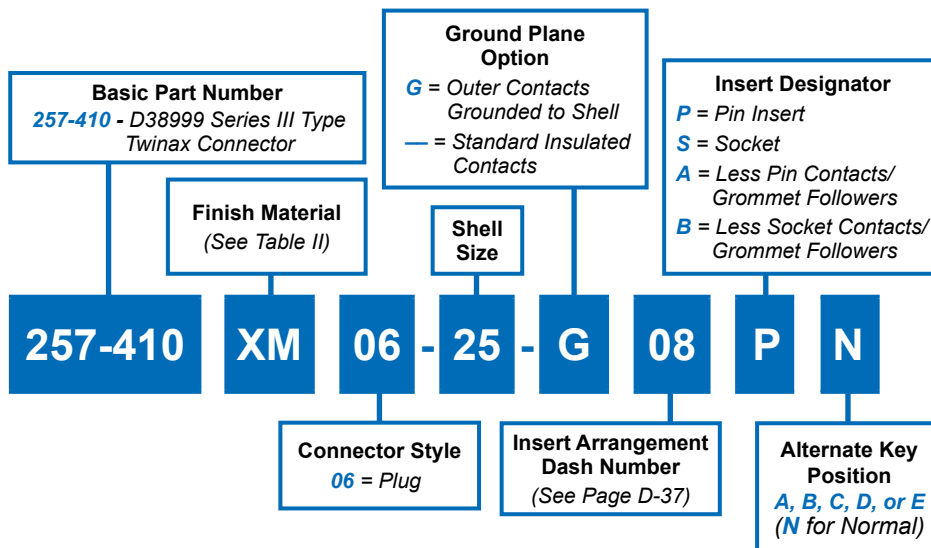 Basic Part Number
257-410 - D38999 Series III Type
Twinax Connector
Finish Material
(See Table II)
Shell
Size
Ground Plane
Option
G = Outer Contacts
Grounded to Shell
— = Standard Insulated
Contacts
Insert Designator
P = Pin Insert
S = Socket
A = Less Pin Contacts/
Grommet Followers
B = Less Socket Contacts/
Grommet Followers
257-410 XM 06 - 25 - G 08 P N
Connector Style
06 = Plug
Insert Arrangement
Dash Number
(See Page D-37)
Alternate Key
Position
A, B, C, D, or E
(N for Normal)